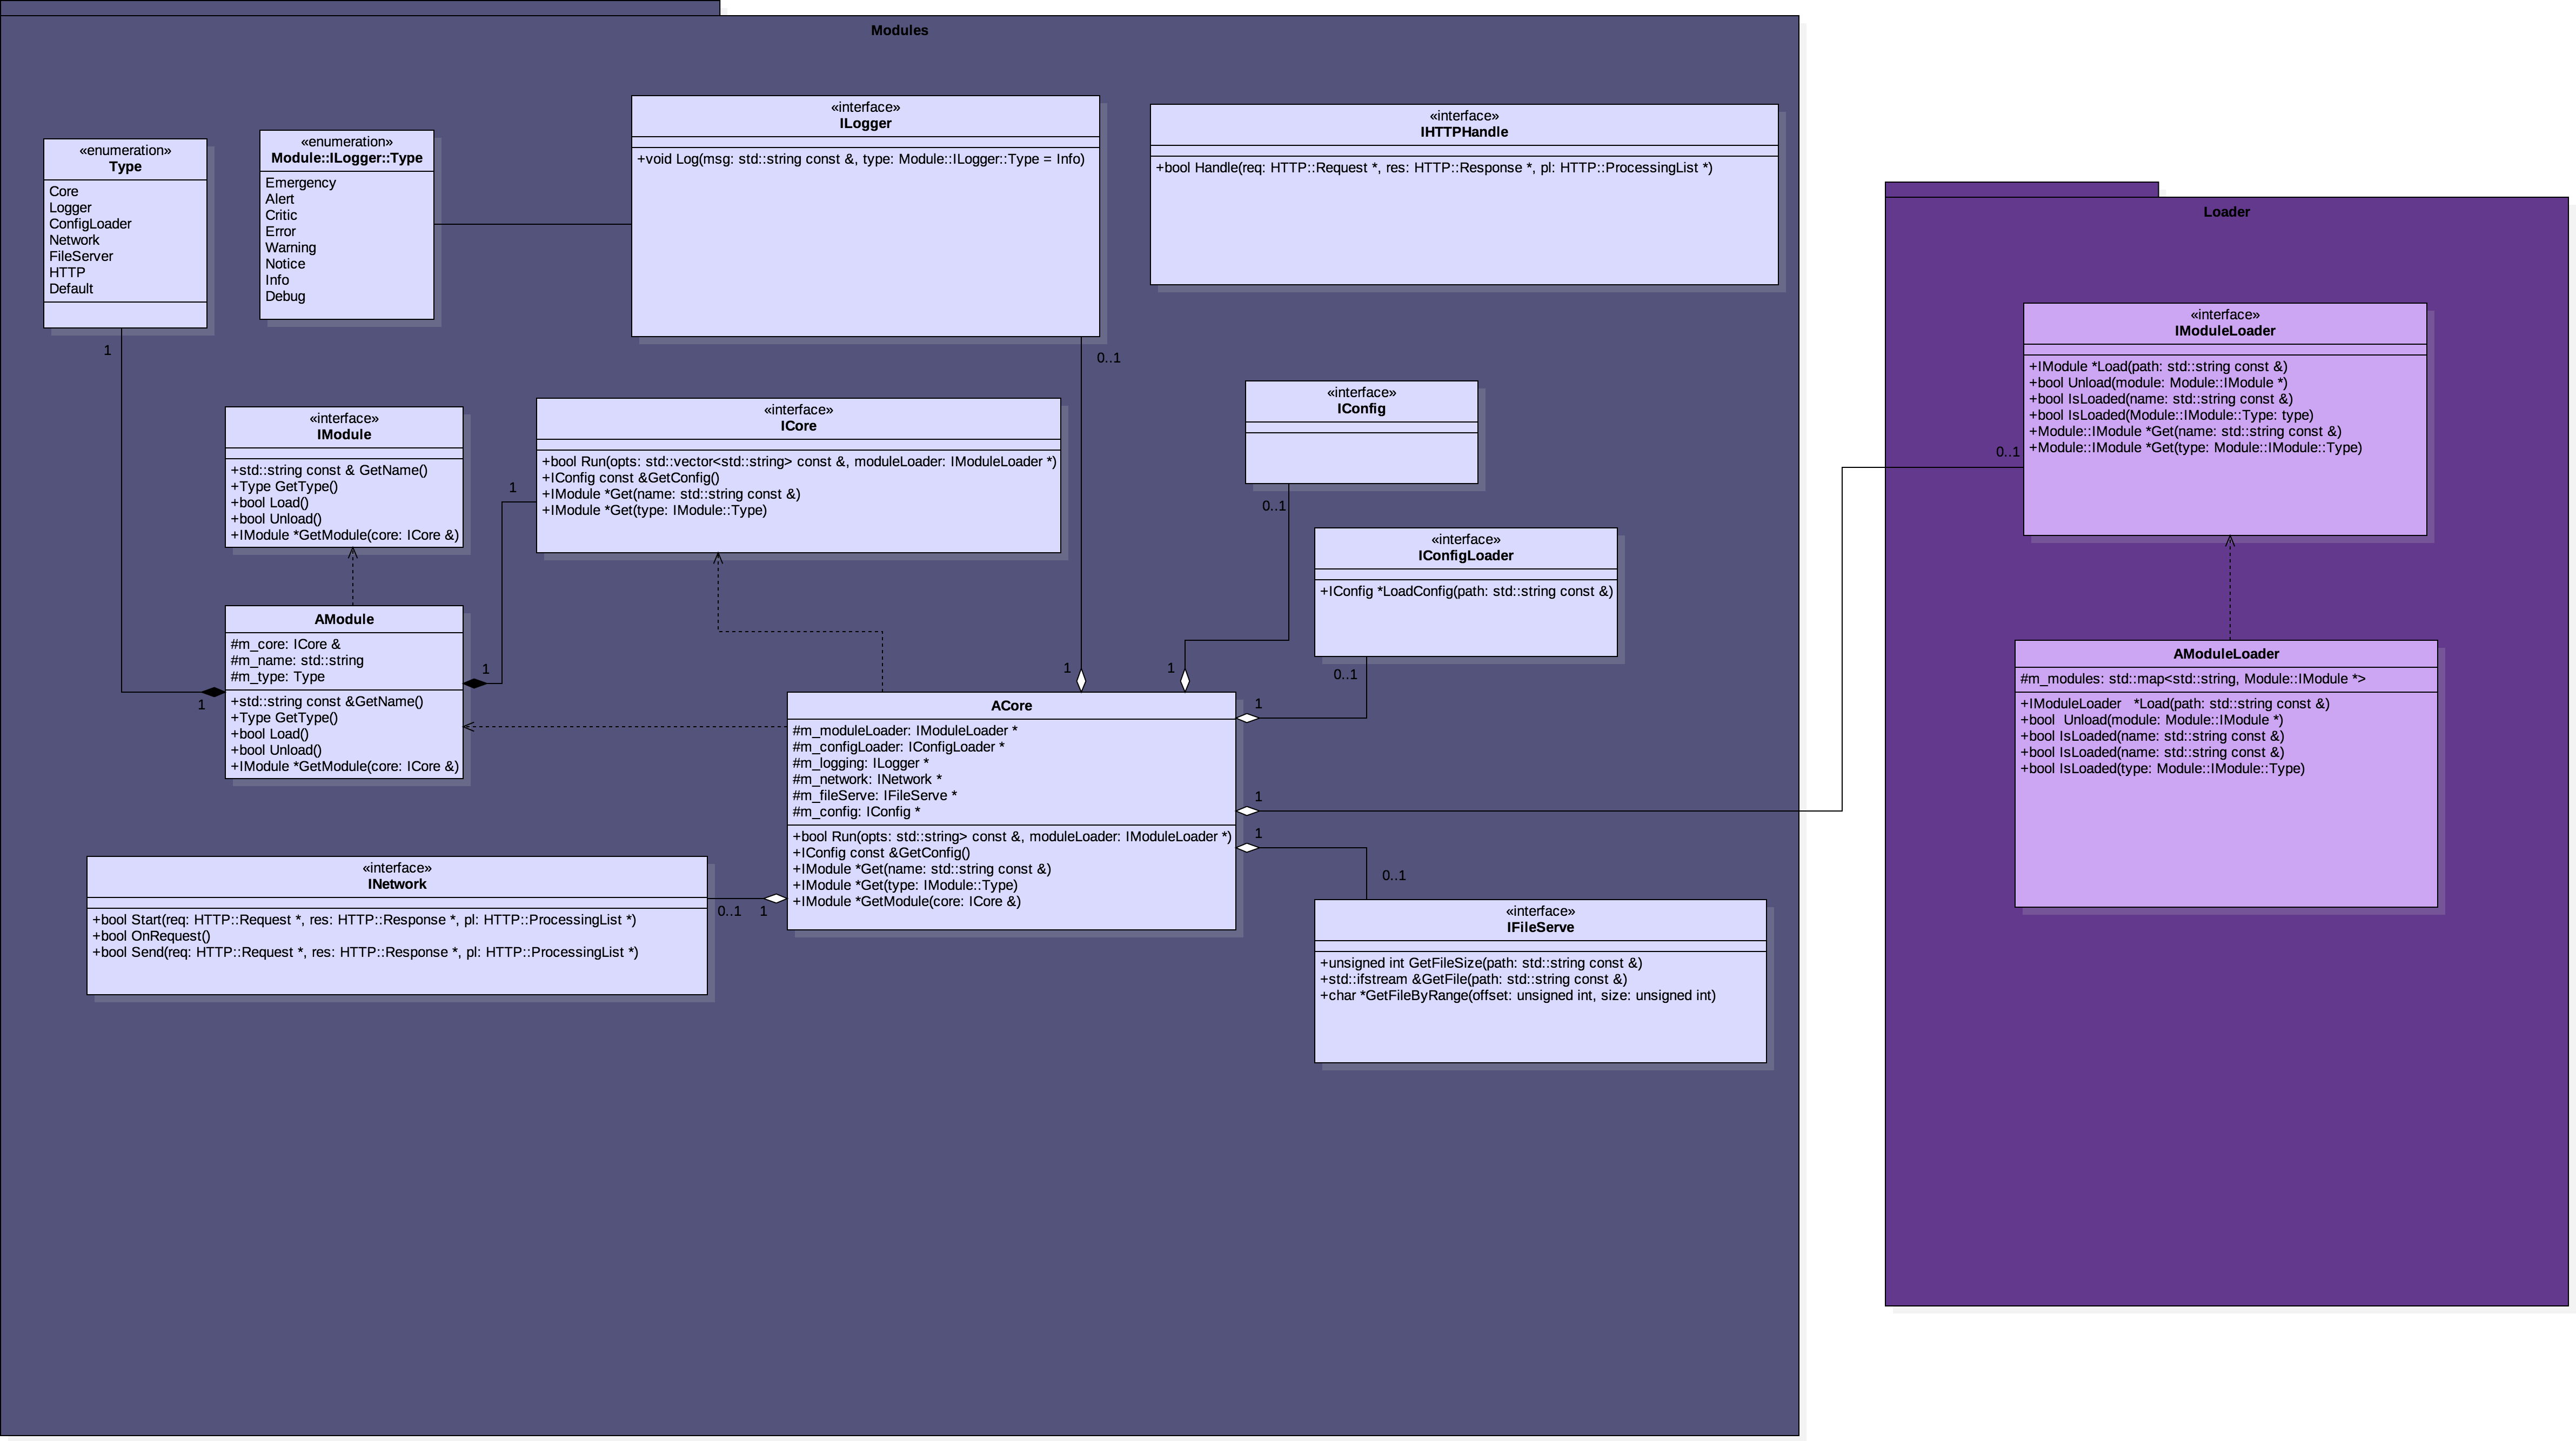 Modules
«enumeration»
Type
Core
Logger
ConfigLoader
Network
FileServer
HTTP
Default
1
«enumeration»
Module::ILogger::Type
Emergency
Alert
Critic
Error
Warning
Notice
Info
Debug
«interface»
ILogger
+void Log(msg: std::string const &, type: Module::ILogger::Type = Info)
0..1
«interface»
IHTTPHandle
+bool Handle(req: HTTP::Request *, res: HTTP::Response *, pl: HTTP::ProcessingList *)
«interface»
IModule
+std::string const & GetName()
+Type GetType()
+bool Load()
+bool Unload()
+IModule *GetModule(core: ICore &)
«interface»
ICore
+bool Run(opts: std::vector<std::string> const &, moduleLoader: IModuleLoader *)
+IConfig const &GetConfig()
+IModule *Get(name: std::string const &)
+IModule *Get(type: IModule::Type)
1
«interface»
IConfig
0..1
«interface»
IConfigLoader
+IConfig *LoadConfig(path: std::string const &)
0..1
AModule
#m_core: ICore &
#m_name: std::string
#m_type: Type
+std::string const &GetName()
+Type GetType()
+bool Load()
+bool Unload()
+IModule *GetModule(core: ICore &)
1
1
ACore
#m_moduleLoader: IModuleLoader *
#m_configLoader: IConfigLoader *
#m_logging: ILogger *
#m_network: INetwork *
#m_fileServe: IFileServe *
#m_config: IConfig *
+bool Run(opts: std::string> const &, moduleLoader: IModuleLoader *)
+IConfig const &GetConfig()
+IModule *Get(name: std::string const &)
+IModule *Get(type: IModule::Type)
+IModule *GetModule(core: ICore &)
1
1
1
1
1
«interface»
INetwork
+bool Start(req: HTTP::Request *, res: HTTP::Response *, pl: HTTP::ProcessingList *)
+bool OnRequest()
+bool Send(req: HTTP::Request *, res: HTTP::Response *, pl: HTTP::ProcessingList *)
0..1
1
0..1
«interface»
IFileServe
+unsigned int GetFileSize(path: std::string const &)
+std::ifstream &GetFile(path: std::string const &)
+char *GetFileByRange(offset: unsigned int, size: unsigned int)
Loader
«interface»
IModuleLoader
+IModule *Load(path: std::string const &)
+bool Unload(module: Module::IModule *)
+bool IsLoaded(name: std::string const &)
+bool IsLoaded(Module::IModule::Type: type)
+Module::IModule *Get(name: std::string const &)
+Module::IModule *Get(type: Module::IModule::Type)
0..1
AModuleLoader
#m_modules: std::map<std::string, Module::IModule *>
+IModuleLoader   *Load(path: std::string const &)
+bool  Unload(module: Module::IModule *)
+bool IsLoaded(name: std::string const &)
+bool IsLoaded(name: std::string const &)
+bool IsLoaded(type: Module::IModule::Type)